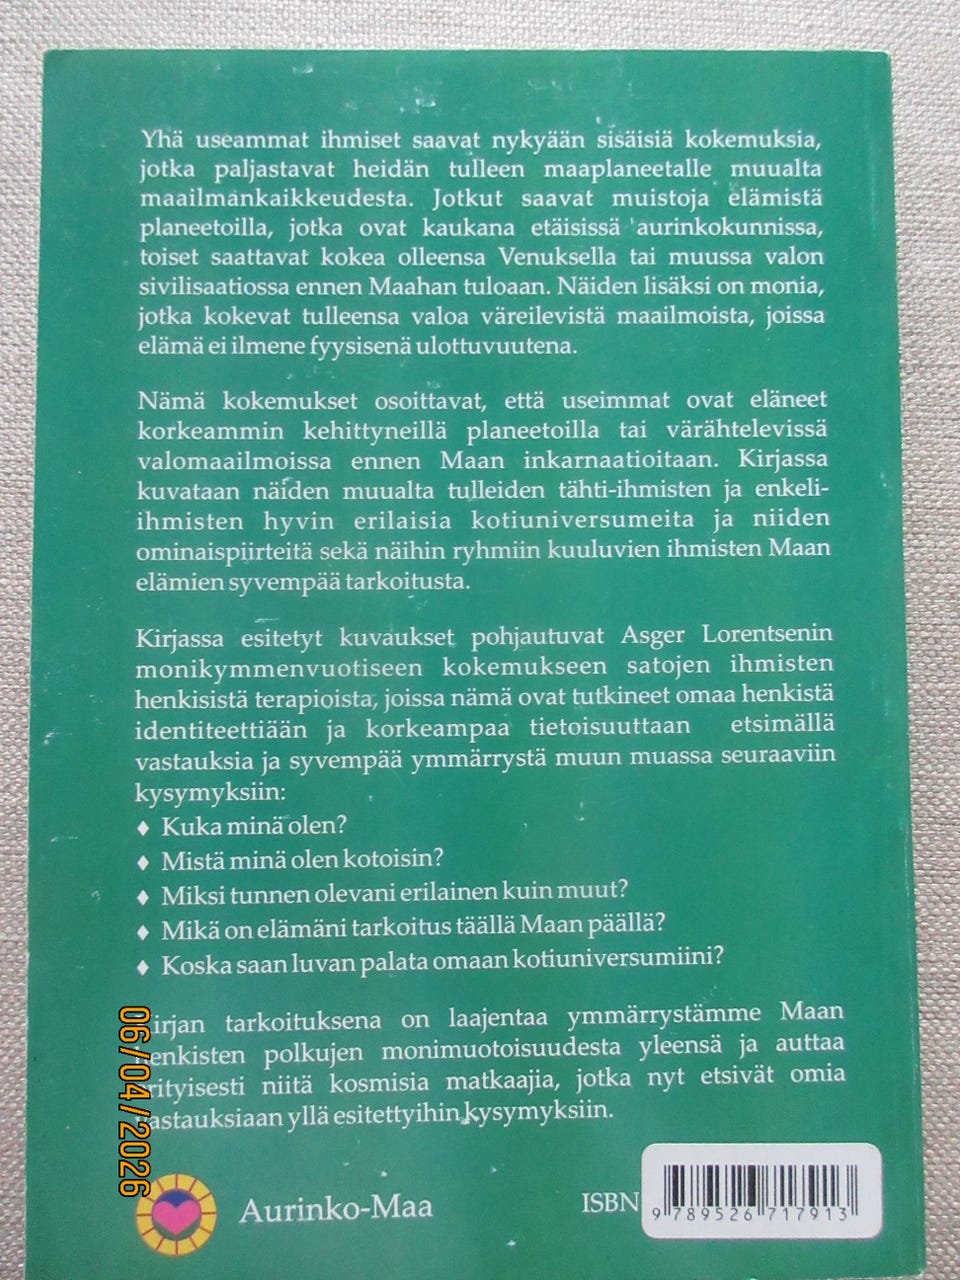 Yhä useammat ihmiset saavat nykyään sisäisiä kokemuksia,
jotka paljastavat heidän tulleen maaplaneetalle muualta
maailmankaikkeudesta. Jotkut saavat muistoja elämistä
planeetoilla, jotka ovat kaukana etäisissä aurinkokunnissa,
toiset saattavat kokea olleensa Venuksella tai muussa valon
sivilisaatiossa ennen Maahan tuloaan. Näiden lisäksi on monia,
jotka kokevat tulleensa valoa väreilevistä maailmoista, joissa
elämä ei ilmene fyysisenä ulottuvuutena.
Nämä kokemukset osoittavat, että useimmat ovat eläneet
korkeammin kehittyneillä planeetoilla tai värähtelevissä
valomaailmoissa ennen Maan inkarnaatioitaan. Kirjassa
kuvataan näiden muualta tulleiden tähti-ihmisten ja enkeli-
ihmisten hyvin erilaisia kotiuniversumeita ja niiden
ominaispiirteitä sekä näihin ryhmiin kuuluvien ihmisten Maan
elämien syvempää tarkoitusta.
Kirjassa esitetyt kuvaukset pohjautuvat Asger Lorentsenin
monikymmenvuotiseen kokemukseen satojen ihmisten
henkisistä terapioista, joissa nämä ovat tutkineet omaa henkistä
identiteettiään ja korkeampaa tietoisuuttaan etsimällä
vastauksia ja syvempää ymmärrystä muun muassa seuraaviin
kysymyksiin:
♦ Kuka minä olen?
♦ Mistä minä olen kotoisin?
♦ Miksi tunnen olevani erilainen kuin muut?
♦ Mikä on elämäni tarkoitus täällä Maan päällä?
♦ Koska saan luvan palata omaan kotiuniversumiini?
Kirjan tarkoituksena on laajentaa ymmärrystämme Maan
henkisten polkujen monimuotoisuudesta yleensä ja auttaa
erityisesti niitä kosmisia matkaajia, jotka nyt etsivät omia
vastauksiaan yllä esitettyihin kysymyksiin.
Aurinko-Maa
ISBN
9 789526 717913
06/04/2026